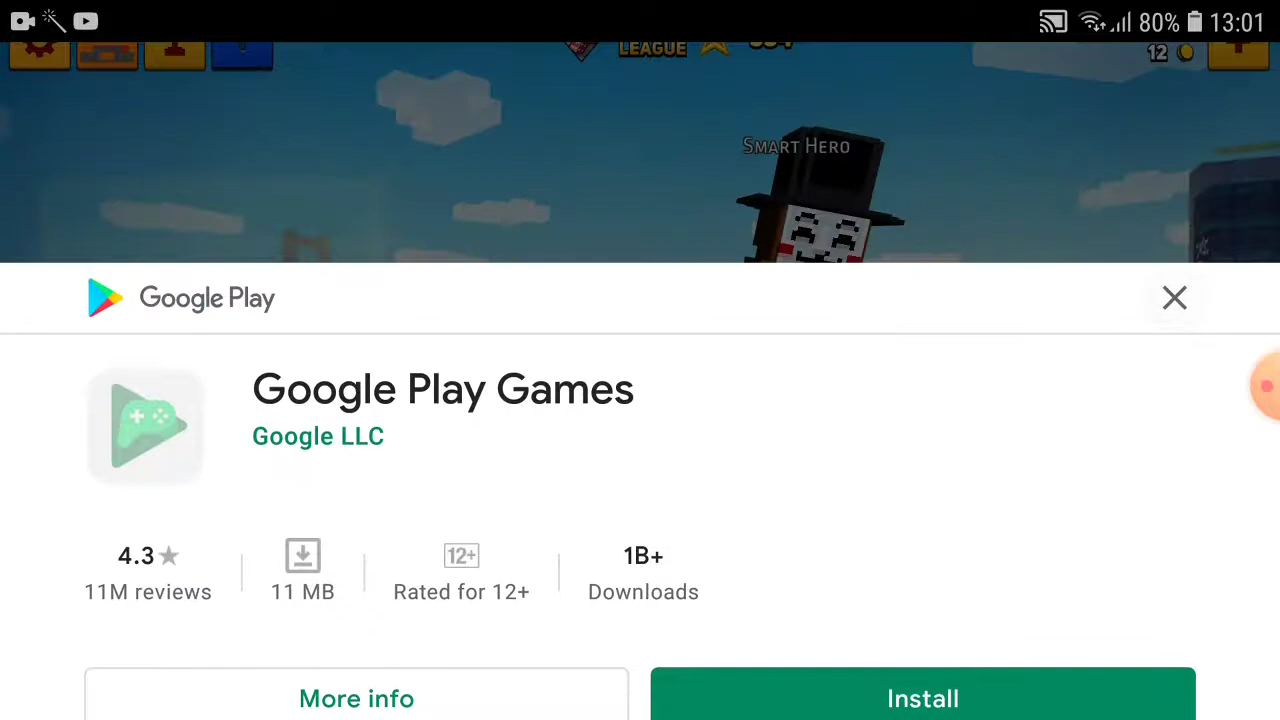 80% 13:01
LEAGUE
12
SMART HERO
Google Play
Google Play Games
Google LLC
4.3★ 12+ 1B+
11M reviews 11 MB Rated for 12+ Downloads
More info Install